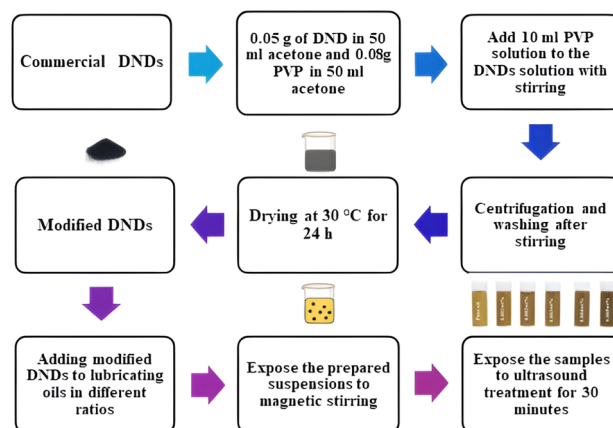 Commercial DNDs
0.05 g of DND in 50
ml acetone and 0.08g
PVP in 50 ml
acetone
Add 10 ml PVP
solution to the
DNDs solution with
stirring
Modified DNDs
Drying at 30 °C for
24 h
Centrifugation and
washing after
stirring
Adding modified
DNDs to lubricating
oils in different
ratios
Expose the prepared
suspensions to
magnetic stirring
Expose the samples
to ultrasound
treatment for 30
minutes